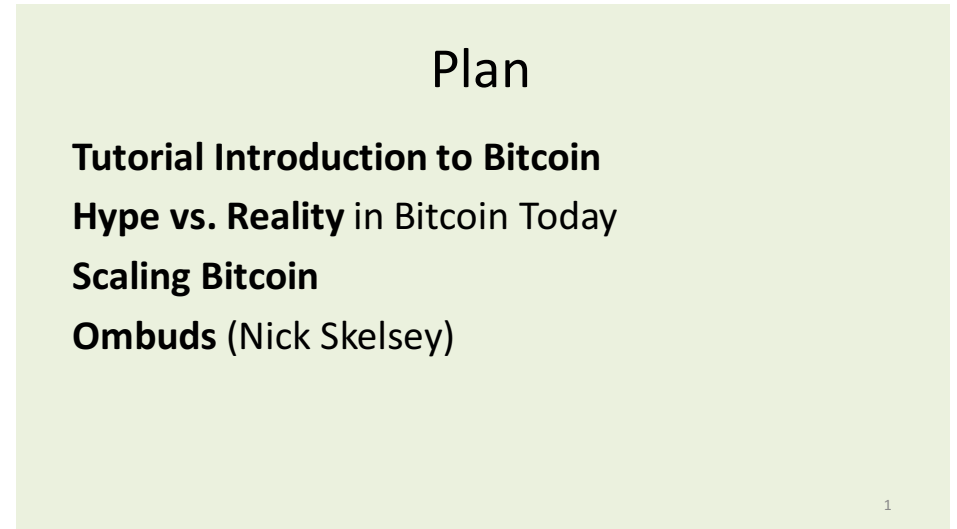 Plan
Tutorial Introduction to Bitcoin
Hype vs. Reality in Bitcoin Today
Scaling Bitcoin
Ombuds (Nick Skelsey)
1